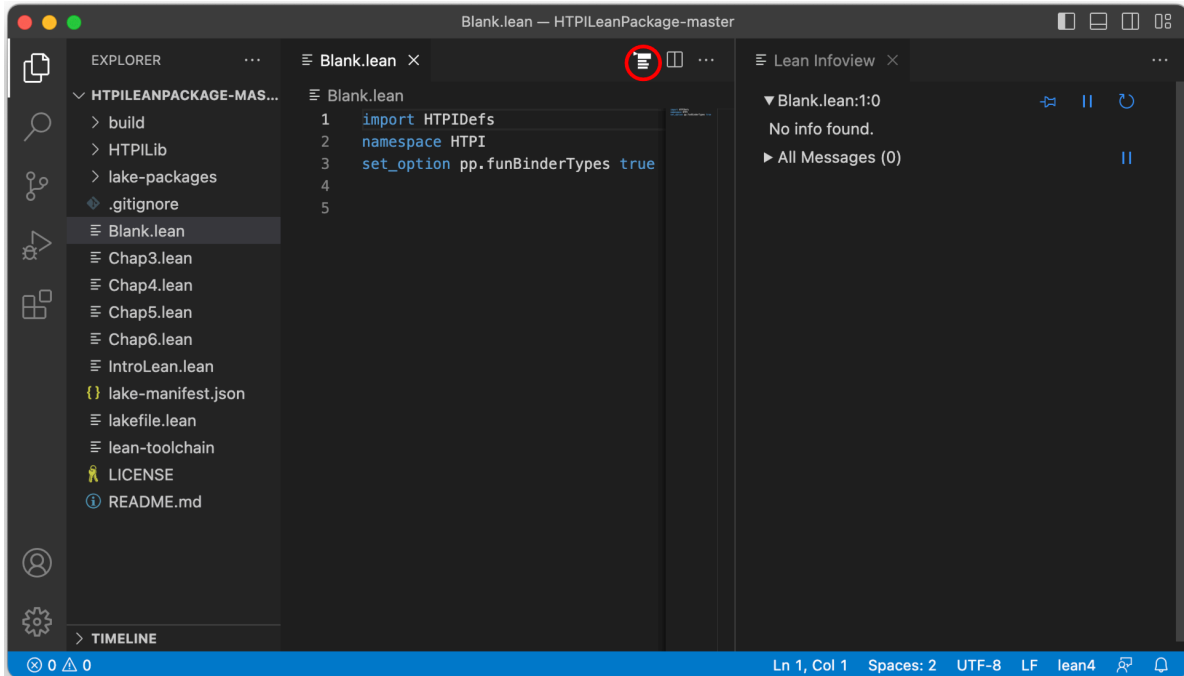 Blank.lean — HTPILeanPackage-master
EXPLORER
HTPILEANPACKAGE-MAS...
build
HTPILib
lake-packages
.gitignore
Blank.lean
Chap3.lean
Chap4.lean
Chap5.lean
Chap6.lean
IntroLean.lean
{} lake-manifest.json
lakefile.lean
lean-toolchain
LICENSE
README.md
TIMELINE
Blank.lean
Blank.lean
1 import HTPIDefs
2 namespace HTPI
3 set_option pp.funBinderTypes true
4
5
Lean Infoview
Blank.lean:1:0
No info found.
All Messages (0)
0 0
Ln 1, Col 1 Spaces: 2 UTF-8 LF lean4